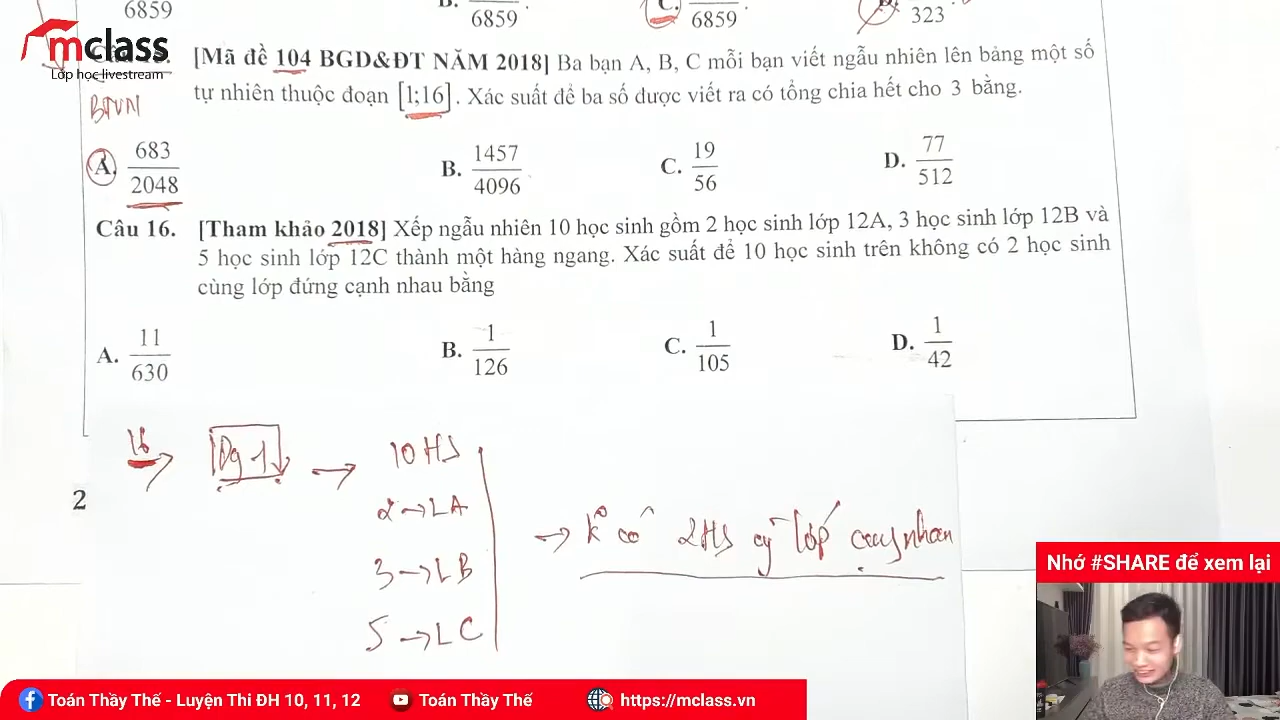 6859
B.
6859
C.
6859
323
mclass
Lớp học livestream
[Mã đề 104 BGD&ĐT NĂM 2018] Ba bạn A, B, C mỗi bạn viết ngẫu nhiên lên bảng một số
tự nhiên thuộc đoạn [1;16]. Xác suất để ba số được viết ra có tổng chia hết cho 3 bằng.
BTVN
A. 683/2048
B. 1457/4096
C. 19/56
D. 77/512
Câu 16. [Tham khảo 2018] Xếp ngẫu nhiên 10 học sinh gồm 2 học sinh lớp 12A, 3 học sinh lớp 12B và
5 học sinh lớp 12C thành một hàng ngang. Xác suất để 10 học sinh trên không có 2 học sinh
cùng lớp đứng cạnh nhau bằng
A. 11/630
B. 1/126
C. 1/105
D. 1/42
16 → Dg 1 → 10 HS
2 → LA
3 → LB
5 → LC
→ k có 2HS cg lớp cạnh nhau
2
Nhớ #SHARE để xem lại
Toán Thầy Thế - Luyện Thi ĐH 10, 11, 12
Toán Thầy Thế
https://mclass.vn